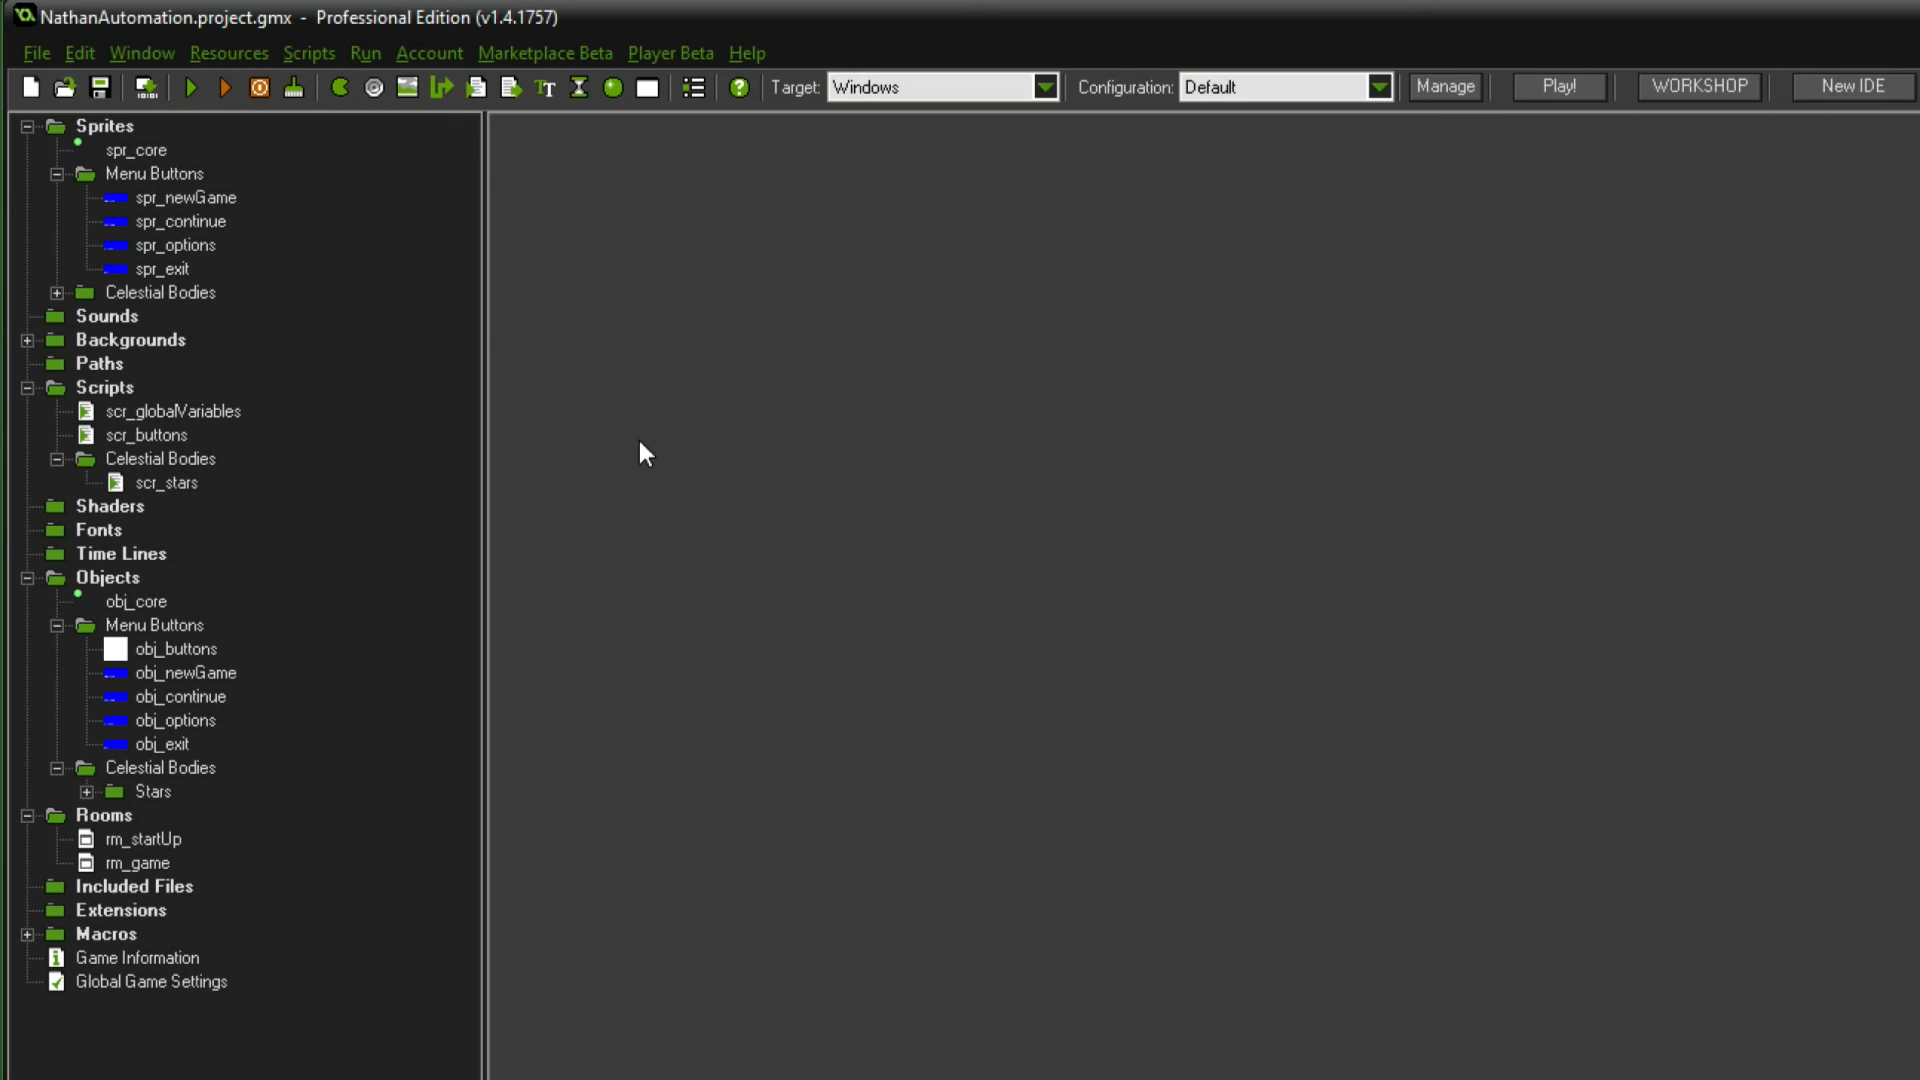 NathanAutomation.project.gmx - Professional Edition (v1.4.1757)
File Edit Window Resources Scripts Run Account Marketplace Beta Player Beta Help
Target: Windows Configuration: Default Manage Play! WORKSHOP New IDE
Sprites
spr_core
Menu Buttons
spr_newGame
spr_continue
spr_options
spr_exit
Celestial Bodies
Sounds
Backgrounds
Paths
Scripts
scr_globalVariables
scr_buttons
Celestial Bodies
scr_stars
Shaders
Fonts
Time Lines
Objects
obj_core
Menu Buttons
obj_buttons
obj_newGame
obj_continue
obj_options
obj_exit
Celestial Bodies
Stars
Rooms
rm_startUp
rm_game
Included Files
Extensions
Macros
Game Information
Global Game Settings